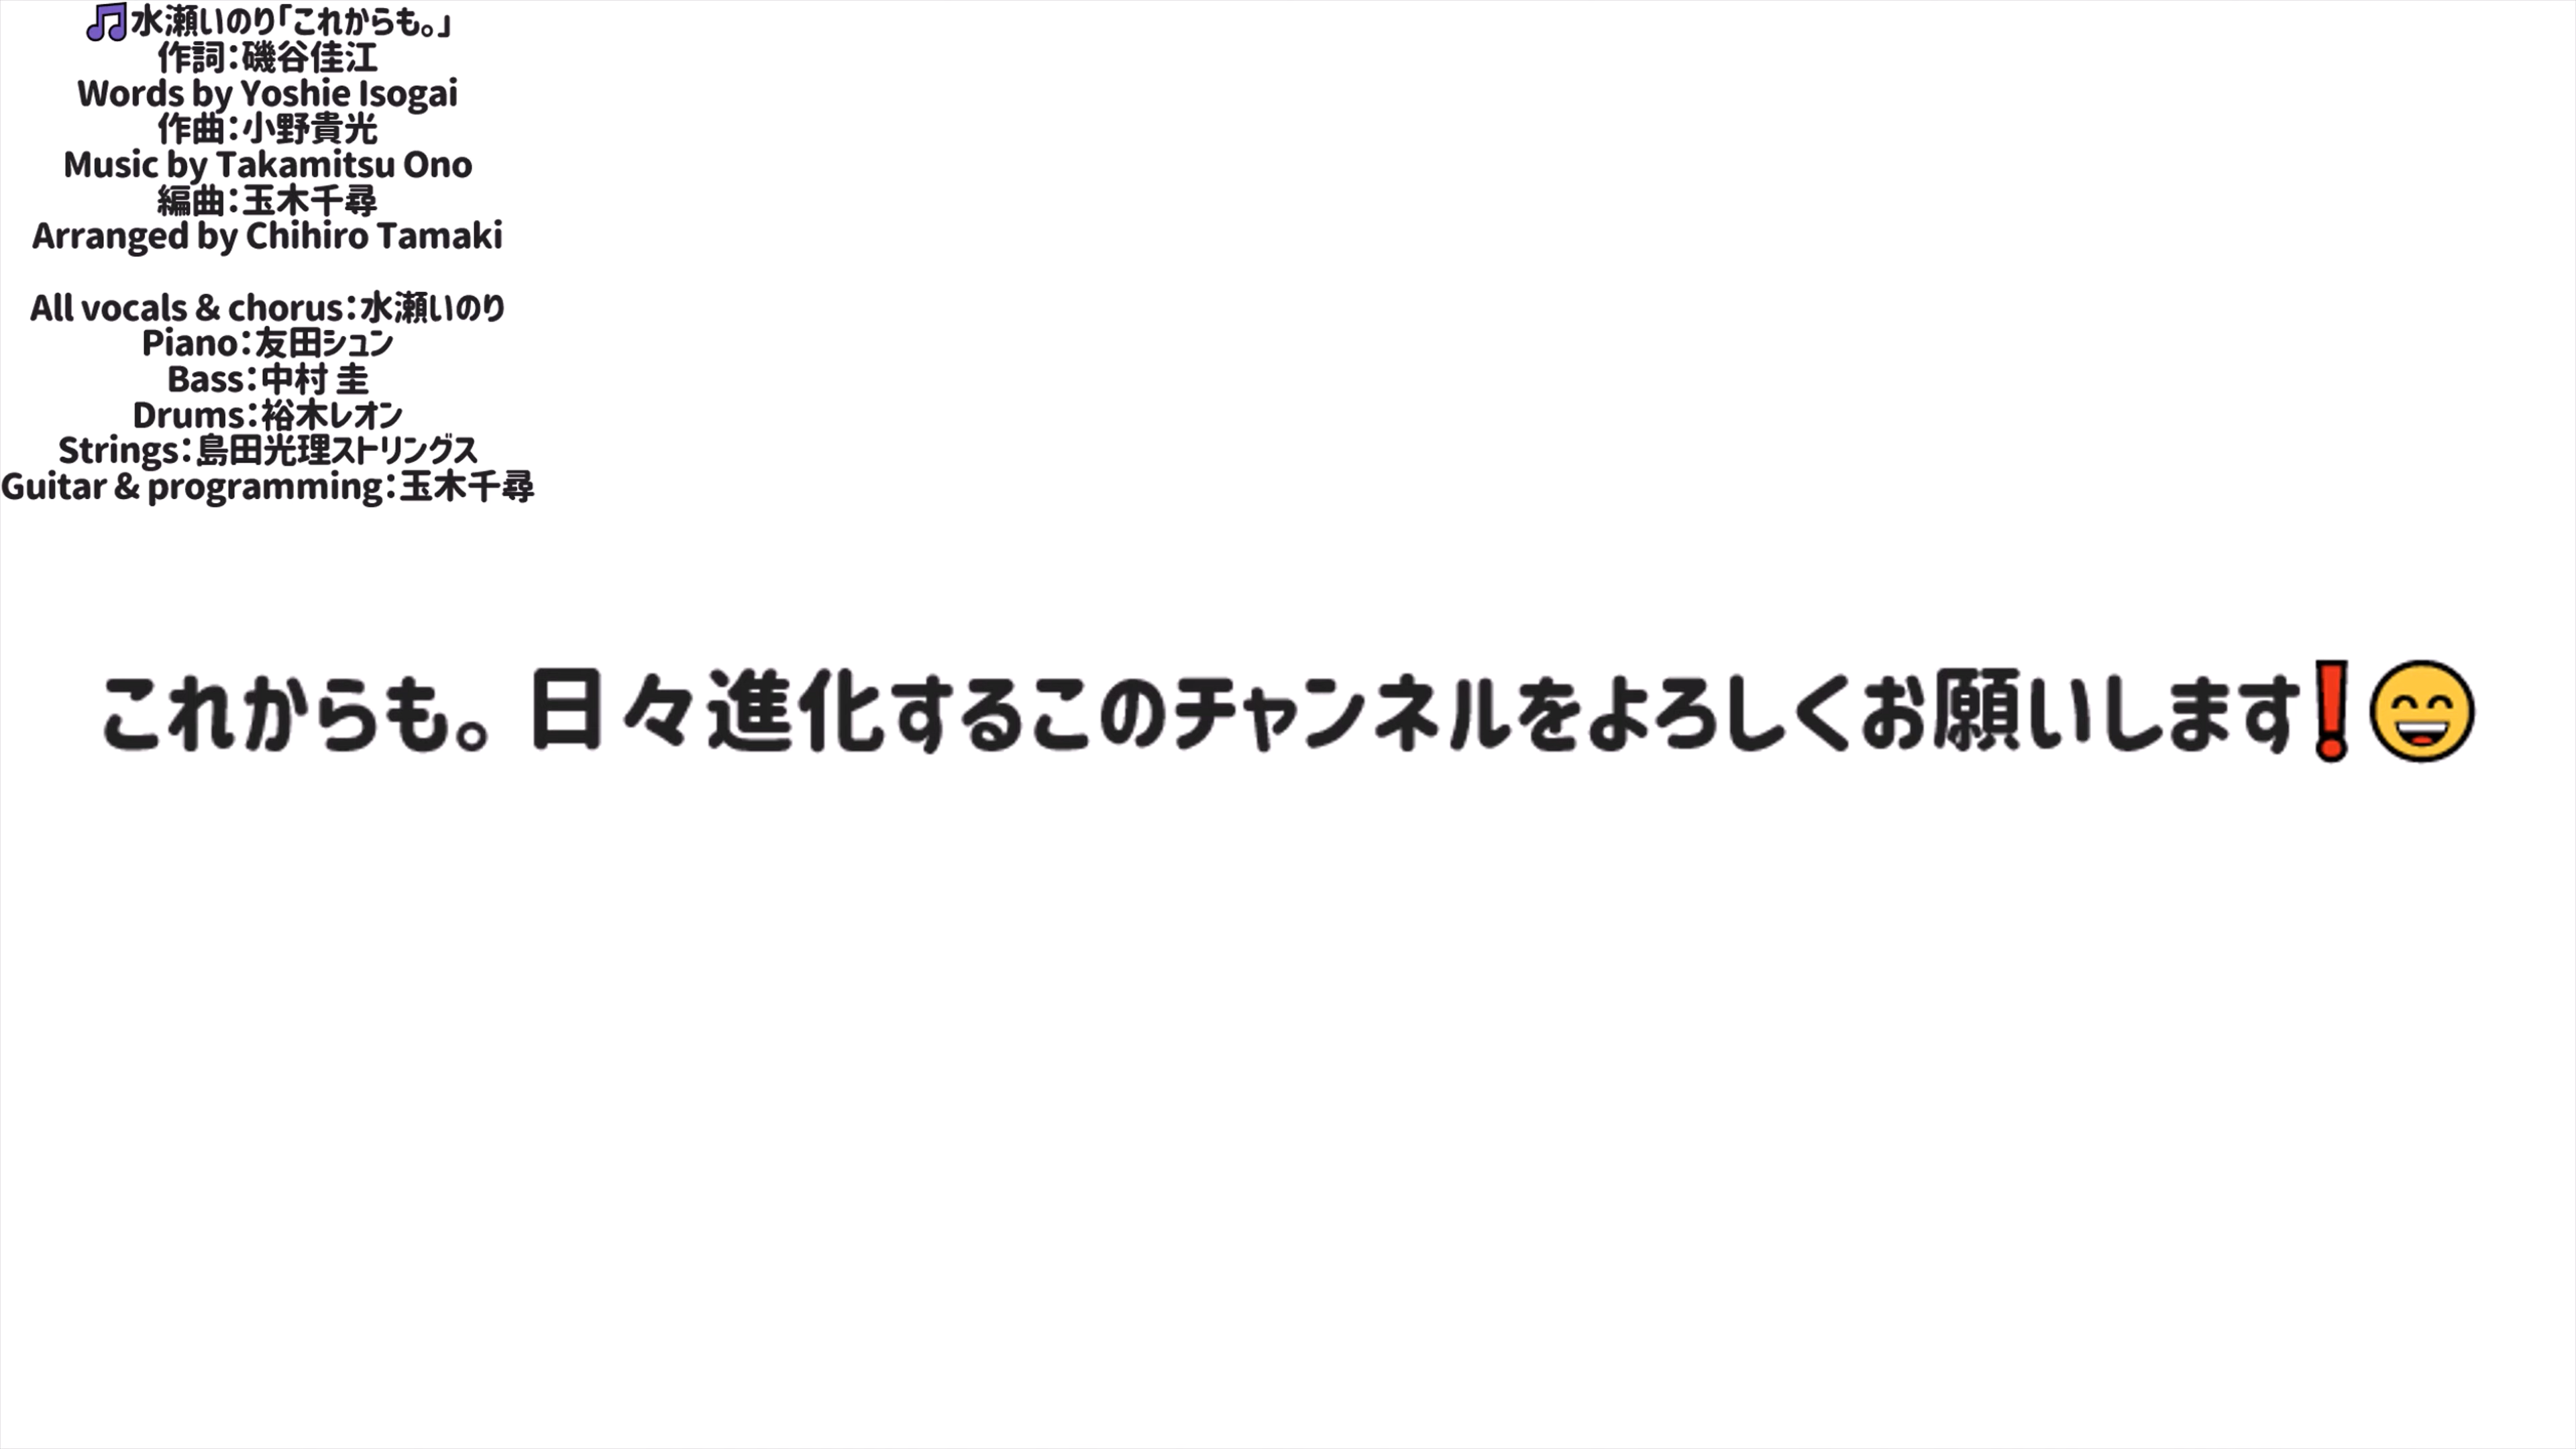 🎵水瀬いのり「これからも。」
作詞：磯谷佳江
Words by Yoshie Isogai
作曲：小野貴光
Music by Takamitsu Ono
編曲：玉木千尋
Arranged by Chihiro Tamaki
All vocals & chorus：水瀬いのり
Piano：友田シュン
Bass：中村 圭
Drums：裕木レオン
Strings：島田光理ストリングス
Guitar & programming：玉木千尋
これからも。日々進化するこのチャンネルをよろしくお願いします❗😄